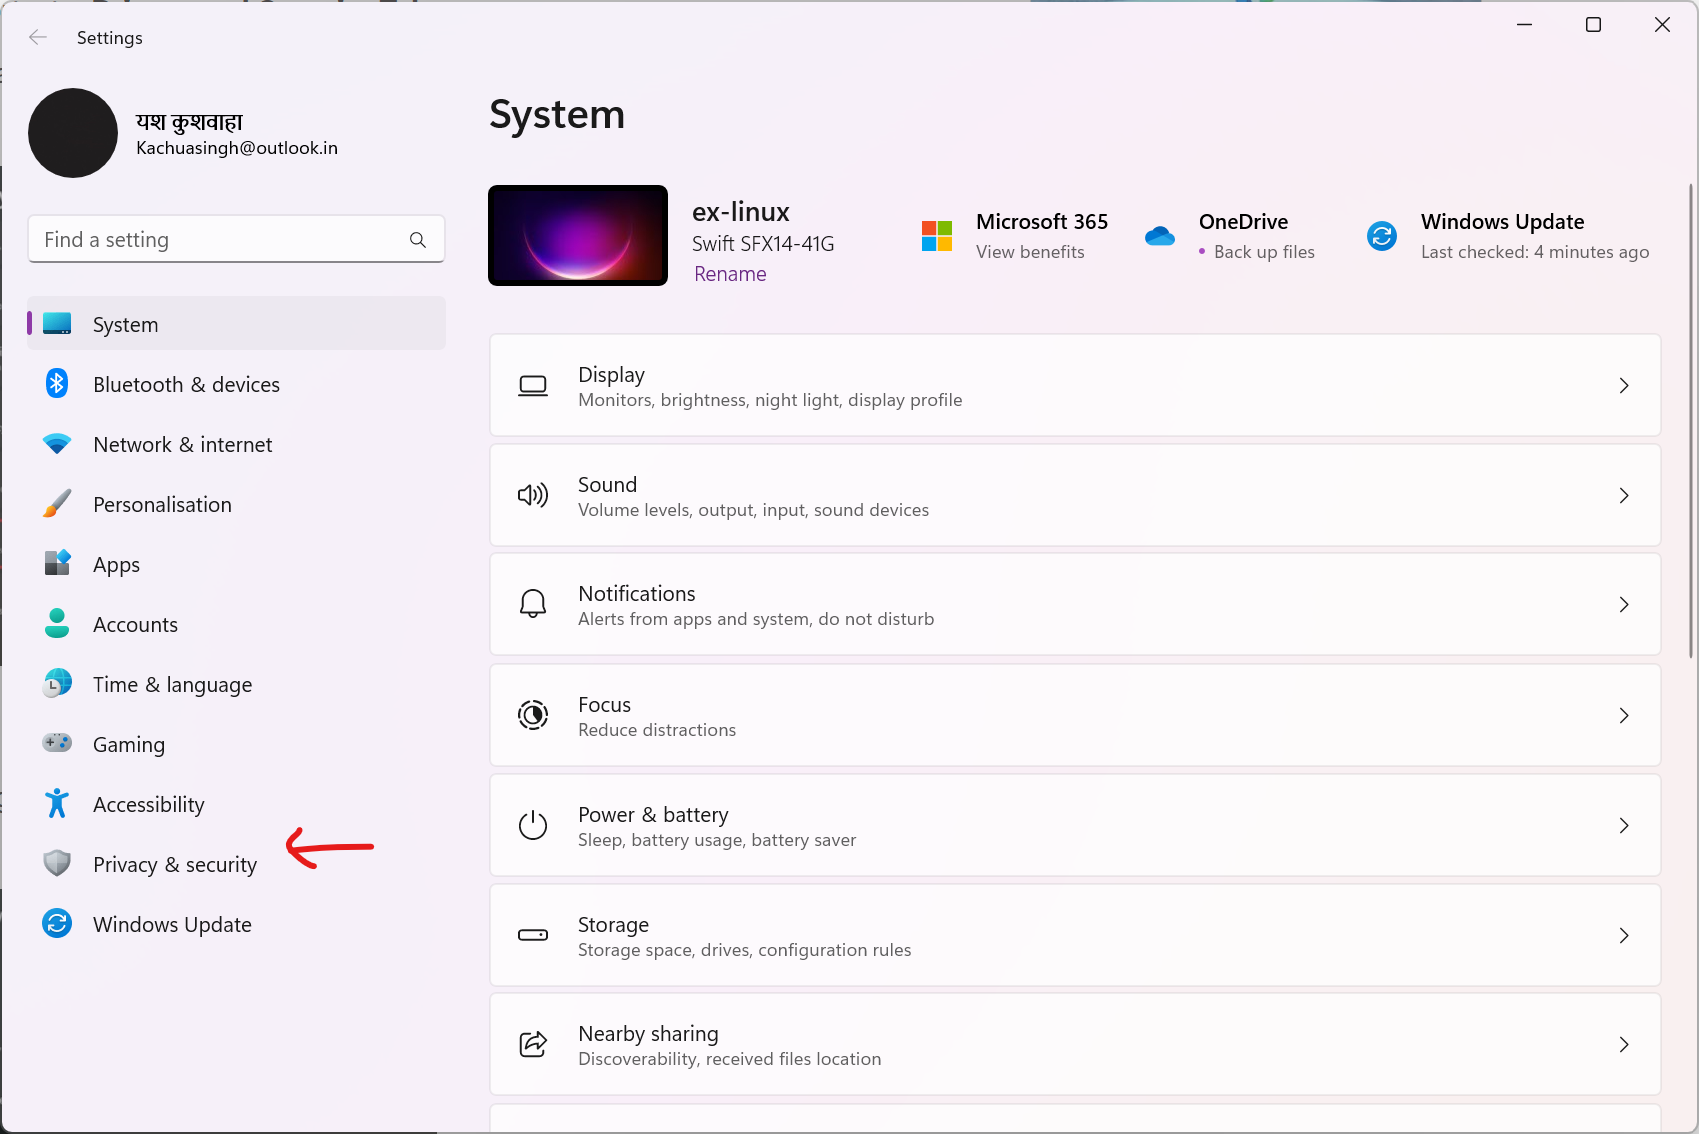 Settings
यश कुशवाहा
Kachuasingh@outlook.in
Find a setting
System
Bluetooth & devices
Network & internet
Personalisation
Apps
Accounts
Time & language
Gaming
Accessibility
Privacy & security
Windows Update
System
ex-linux
Swift SFX14-41G
Rename
Microsoft 365
View benefits
OneDrive
• Back up files
Windows Update
Last checked: 4 minutes ago
Display
Monitors, brightness, night light, display profile
Sound
Volume levels, output, input, sound devices
Notifications
Alerts from apps and system, do not disturb
Focus
Reduce distractions
Power & battery
Sleep, battery usage, battery saver
Storage
Storage space, drives, configuration rules
Nearby sharing
Discoverability, received files location